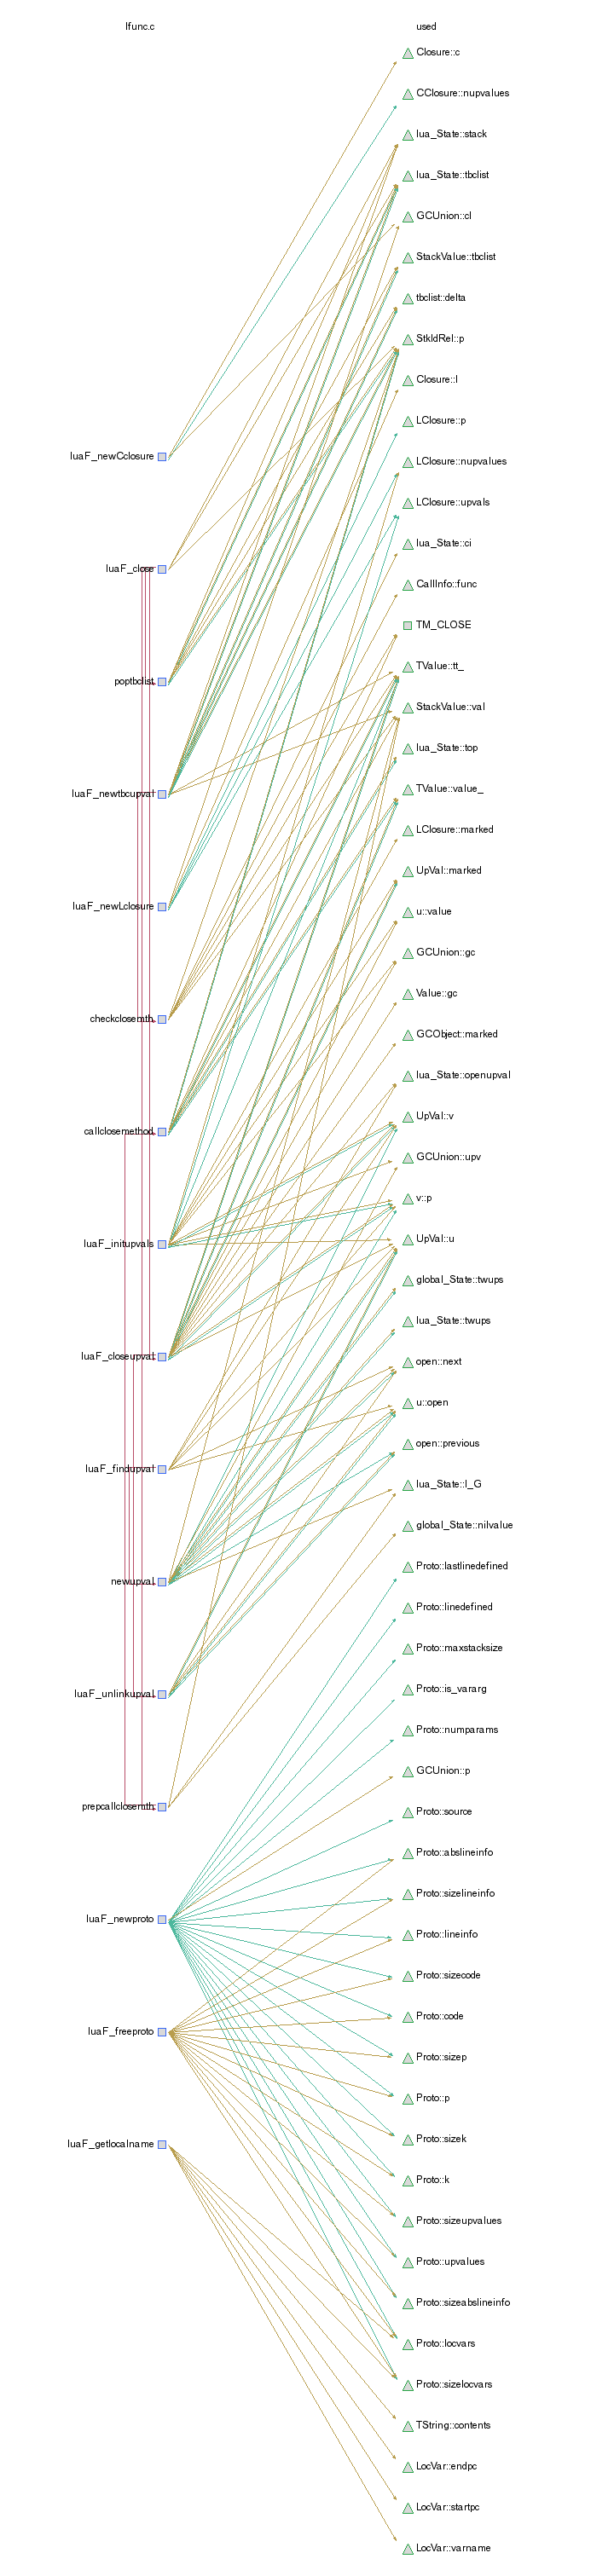 lfunc.c
used
Closure::c
CClosure::nupvalues
lua_State::stack
lua_State::tbclist
GCUnion::cl
StackValue::tbclist
tbclist::delta
StkIdRel::p
Closure::l
LClosure::p
luaF_newCclosure
LClosure::nupvalues
LClosure::upvals
lua_State::ci
luaF_close
CallInfo::func
TM_CLOSE
TValue::tt_
poptbclist
StackValue::val
lua_State::top
TValue::value_
luaF_newtbcupval
LClosure::marked
UpVal::marked
luaF_newLclosure
u::value
GCUnion::gc
Value::gc
checkclosemth
GCObject::marked
lua_State::openupval
UpVal::v
callclosemethod
GCUnion::upv
v::p
UpVal::u
luaF_initupvals
global_State::twups
lua_State::twups
luaF_closeupval
open::next
u::open
open::previous
luaF_findupval
lua_State::l_G
global_State::nilvalue
Proto::lastlinedefined
newupval
Proto::linedefined
Proto::maxstacksize
Proto::is_vararg
luaF_unlinkupval
Proto::numparams
GCUnion::p
prepcallclosemth
Proto::source
Proto::abslineinfo
Proto::sizelineinfo
luaF_newproto
Proto::lineinfo
Proto::sizecode
Proto::code
luaF_freeproto
Proto::sizep
Proto::p
Proto::sizek
luaF_getlocalname
Proto::k
Proto::sizeupvalues
Proto::upvalues
Proto::sizeabslineinfo
Proto::locvars
Proto::sizelocvars
TString::contents
LocVar::endpc
LocVar::startpc
LocVar::varname